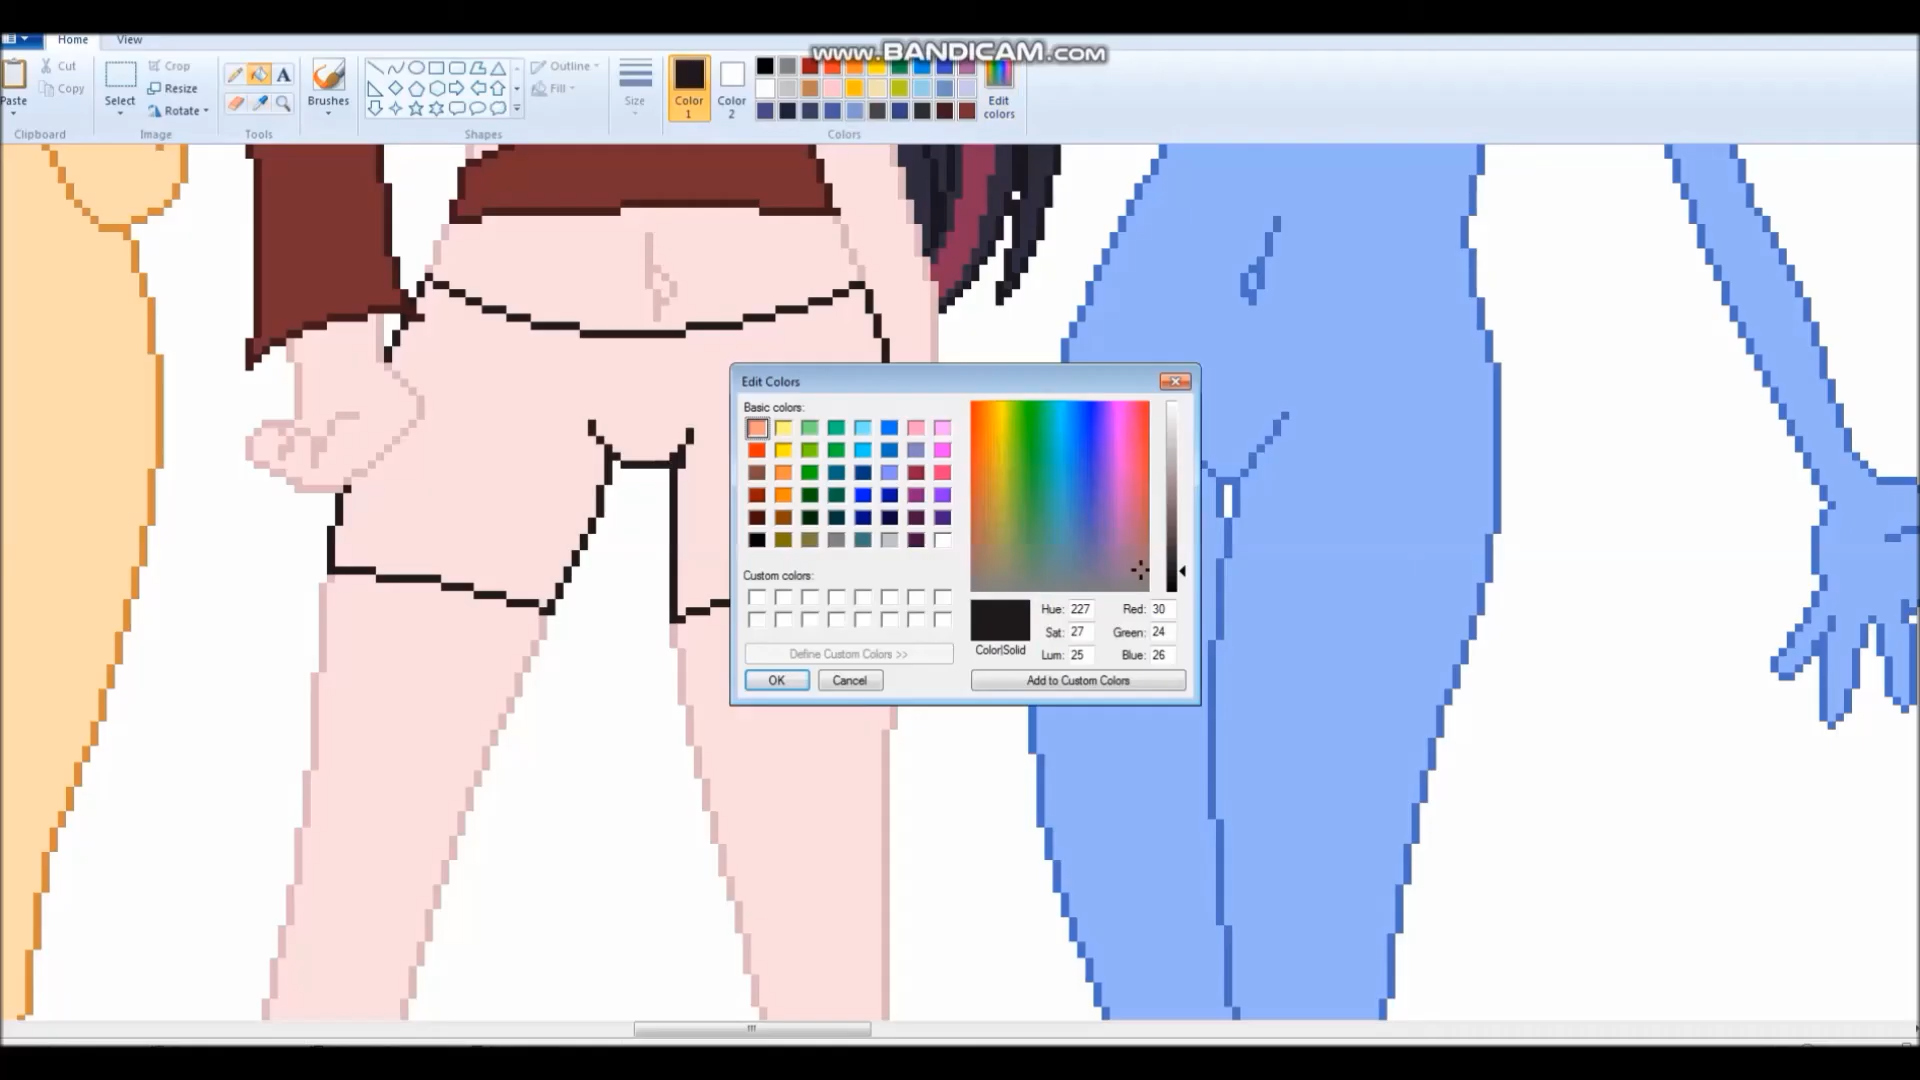 www.BANDICAM.com
Home View
Paste Cut Copy Clipboard
Select Crop Resize Rotate Image
A Tools
Brushes
Outline Fill Shapes
Size
Color 1 Color 2 Edit colors Colors
Edit Colors
Basic colors:
Custom colors:
Define Custom Colors >>
OK Cancel
Color|Solid
Hue: 227 Red: 30
Sat: 27 Green: 24
Lum: 25 Blue: 26
Add to Custom Colors